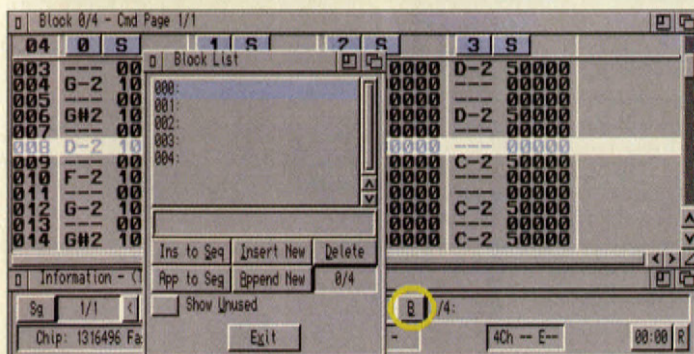 Block 0/4 - Cmd Page 1/1
04 0 S 1 S 2 S 3 S
003 --- 00 0000 D-2 50000
004 G-2 10 0000 --- 00000
005 --- 00 0000 --- 00000
006 G#2 10 0000 D-2 50000
007 --- 00 0000 --- 00000
008 D-2 10 --- 00000
009 --- 00 0000 C-2 50000
010 F-2 10 0000 --- 00000
011 --- 00 0000 --- 00000
012 G-2 10 0000 C-2 50000
013 --- 00 0000 --- 00000
014 G#2 10 0000 C-2 50000
Block List
000:
001:
002:
003:
004:
Ins to Seq Insert New Delete
App to Seq Append New 0/4
Show Unused
Exit
Information - (
Sg 1/1 < B /4:
Chip: 1316496 Fa - 4Ch -- E-- 00:00 R